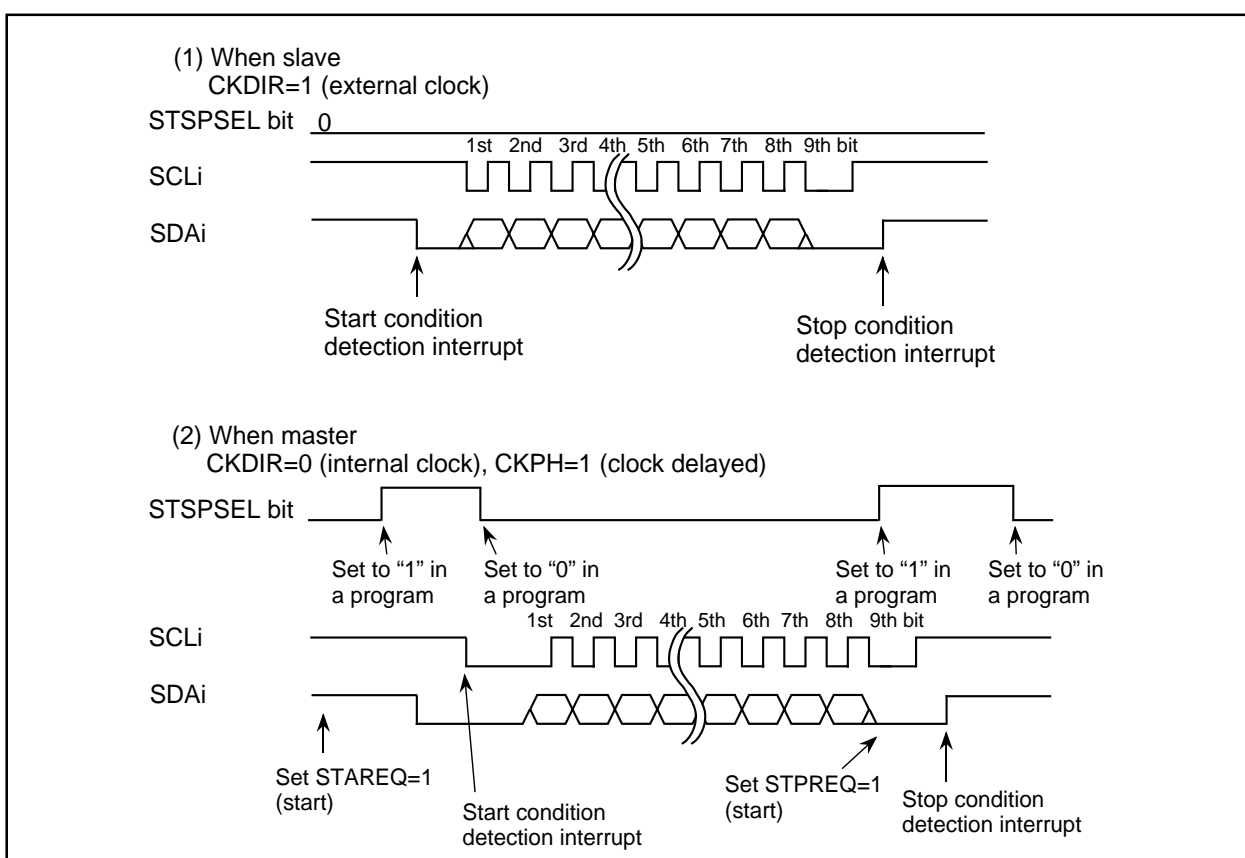 (1) When slave
CKDIR=1 (external clock)
STSPSEL bit 0
1st 2nd 3rd 4th 5th 6th 7th 8th 9th bit
SCLi
SDAi
Start condition
detection interrupt
Stop condition
detection interrupt
(2) When master
CKDIR=0 (internal clock), CKPH=1 (clock delayed)
STSPSEL bit
Set to “1” in
a program
Set to “0” in
a program
Set to “1” in
a program
Set to “0” in
a program
1st 2nd 3rd 4th 5th 6th 7th 8th 9th bit
SCLi
SDAi
Set STAREQ=1
(start)
Start condition
detection interrupt
Set STPREQ=1
(start)
Stop condition
detection interrupt